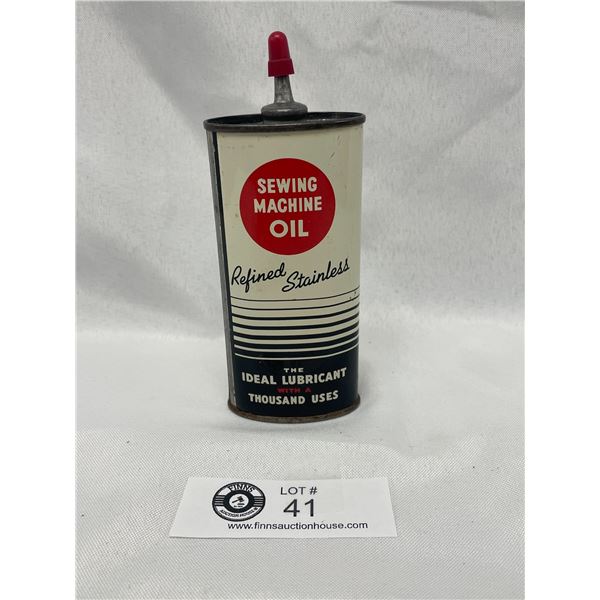 SEWING
MACHINE
OIL
Refined Stainless
THE
IDEAL LUBRICANT
WITH A
THOUSAND USES
FINNS
AUCTION HOUSE
LOT #
41
www.finnsauctionhouse.com